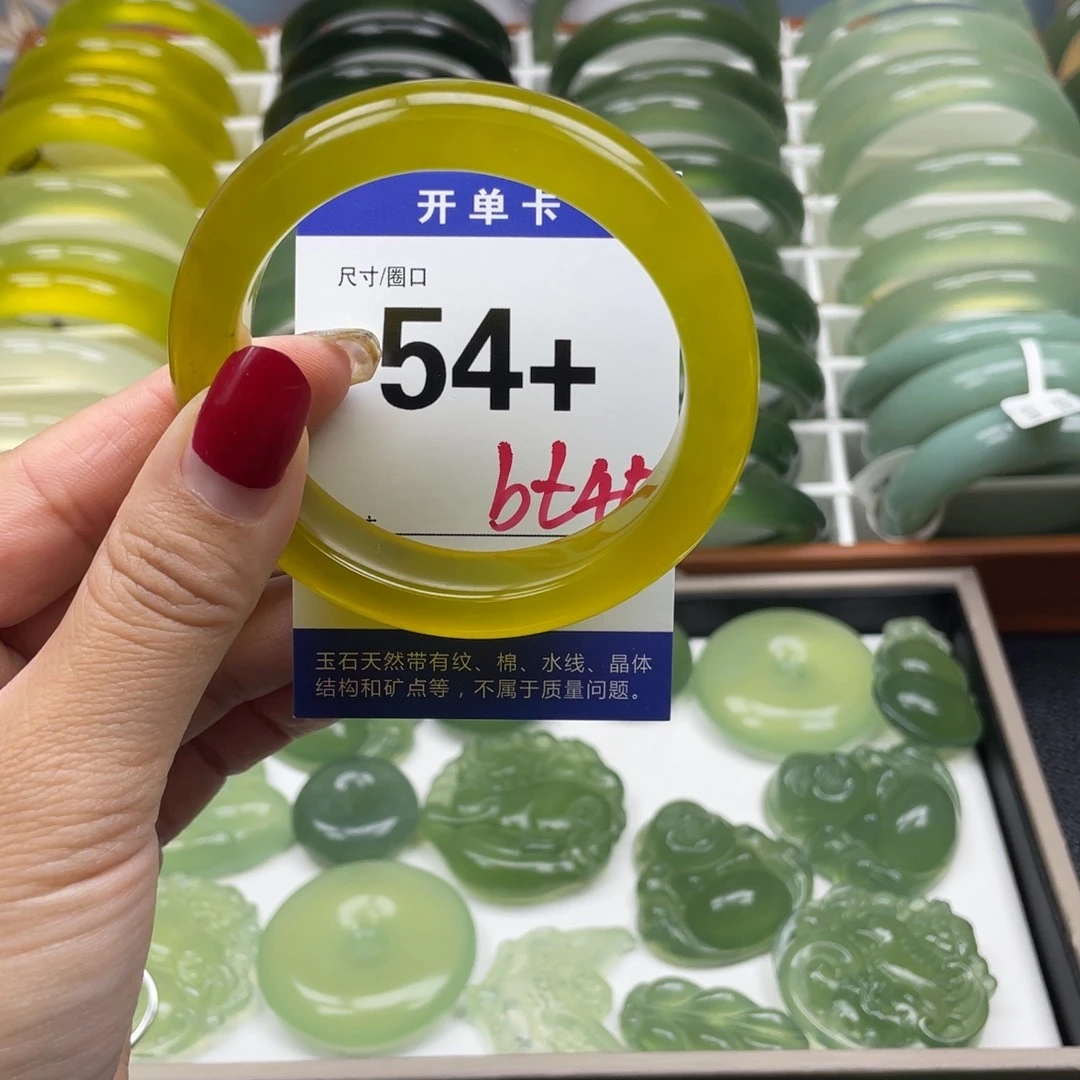 开单卡
尺寸/圈口
54+
玉石天然带有纹、棉、水线、晶体
结构和矿点等，不属于质量问题。